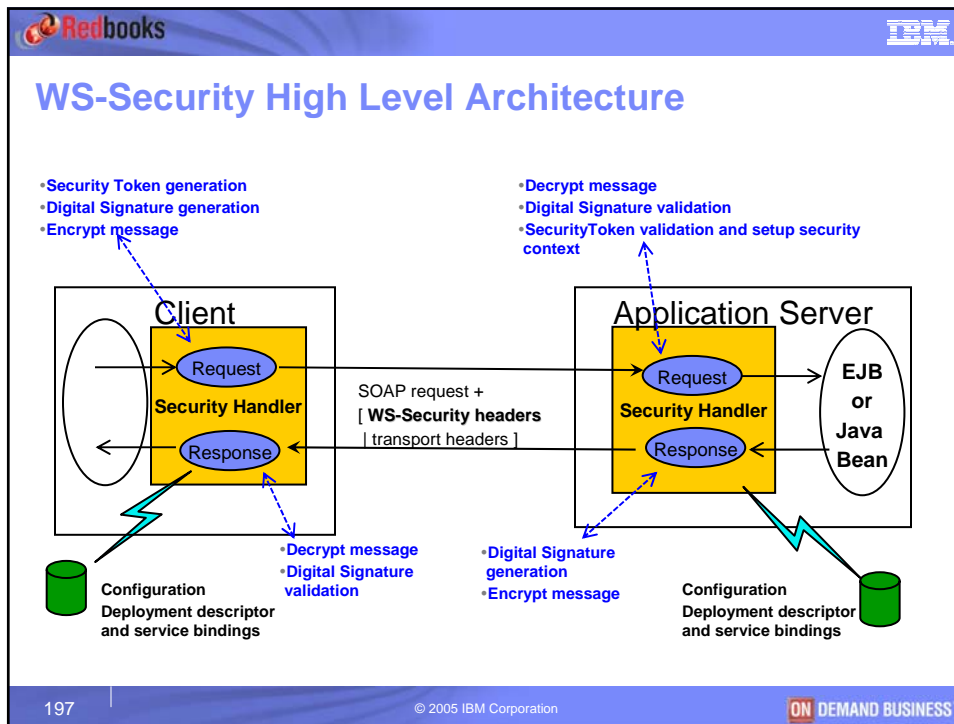 Redbooks
IBM.
WS-Security High Level Architecture
•Security Token generation
•Digital Signature generation
•Encrypt message
•Decrypt message
•Digital Signature validation
•SecurityToken validation and setup security
context
Client
Application Server
Request
Security Handler
Response
SOAP request +
[ WS-Security headers
| transport headers ]
Request
Security Handler
Response
EJB
or
Java
Bean
•Decrypt message
•Digital Signature
validation
•Digital Signature
generation
•Encrypt message
Configuration
Deployment descriptor
and service bindings
Configuration
Deployment descriptor
and service bindings
197
© 2005 IBM Corporation
ON DEMAND BUSINESS